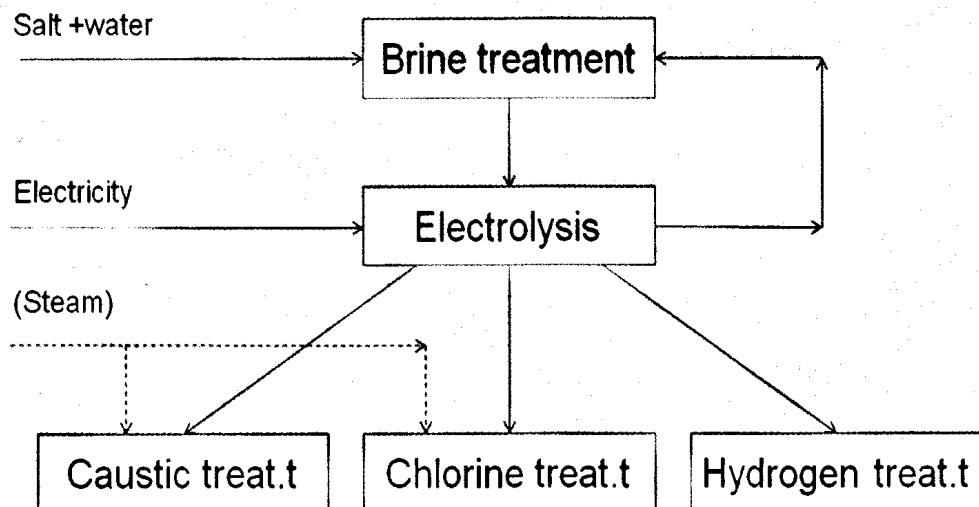 Salt +water
Brine treatment
Electricity
Electrolysis
(Steam)
Caustic treat.t
Chlorine treat.t
Hydrogen treat.t